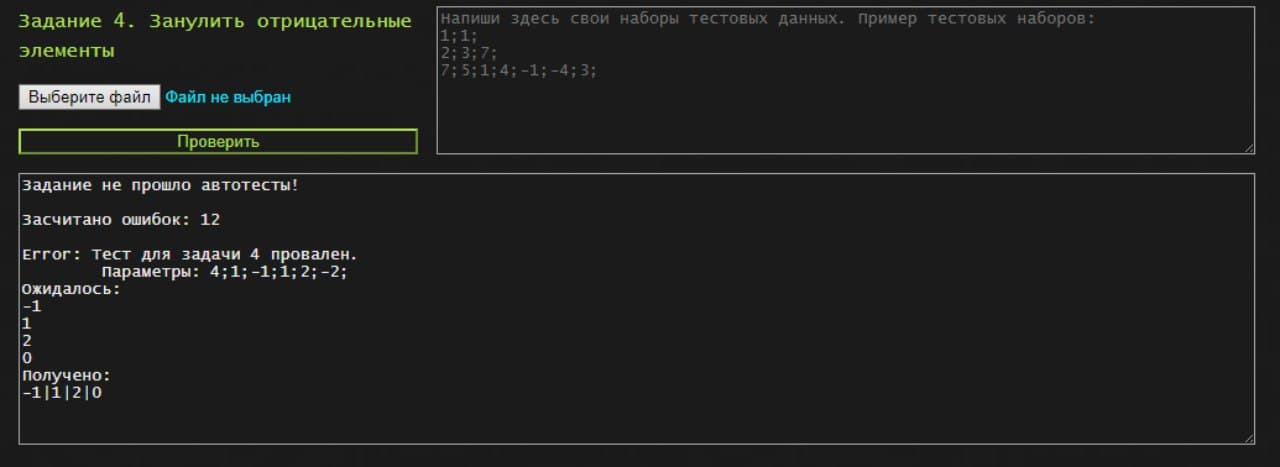 Задание 4. Занулить отрицательные
элементы
Выберите файл Файл не выбран
Проверить
Напиши здесь свои наборы тестовых данных. Пример тестовых наборов:
1;1;
2;3;7;
7;5;1;4;-1;-4;3;
Задание не прошло автотесты!
Засчитано ошибок: 12
Error: Тест для задачи 4 провален.
Параметры: 4;1;-1;1;2;-2;
Ожидалось:
-1
1
2
0
Получено:
-1|1|2|0